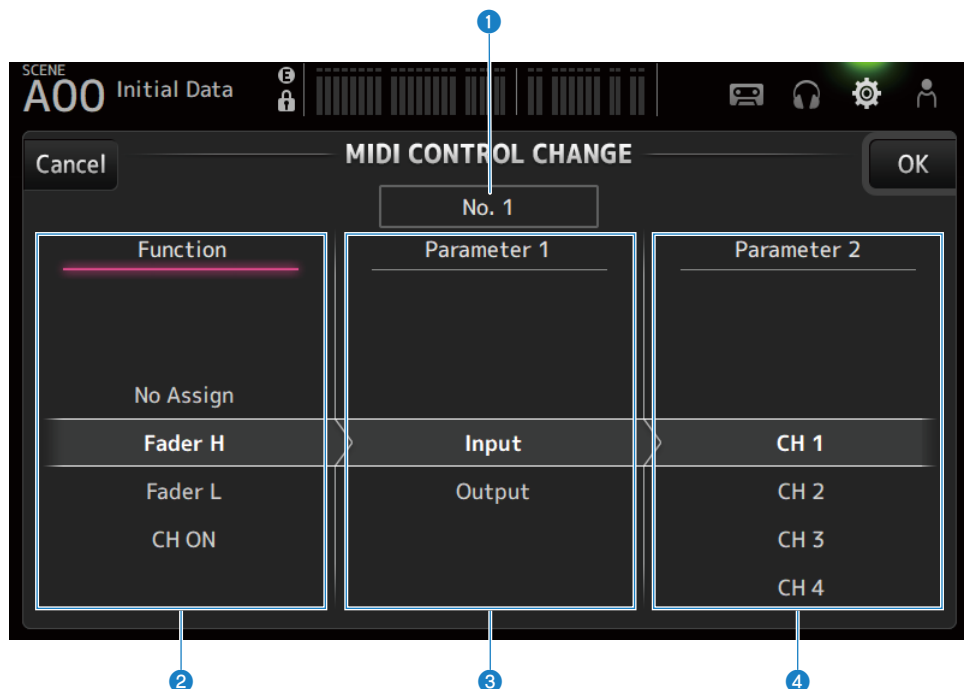 1
SCENE
A00 Initial Data E
MIDI CONTROL CHANGE
Cancel
OK
No. 1
Function
Parameter 1
Parameter 2
No Assign
Fader H
Input
CH 1
Fader L
Output
CH 2
CH ON
CH 3
CH 4
2
3
4